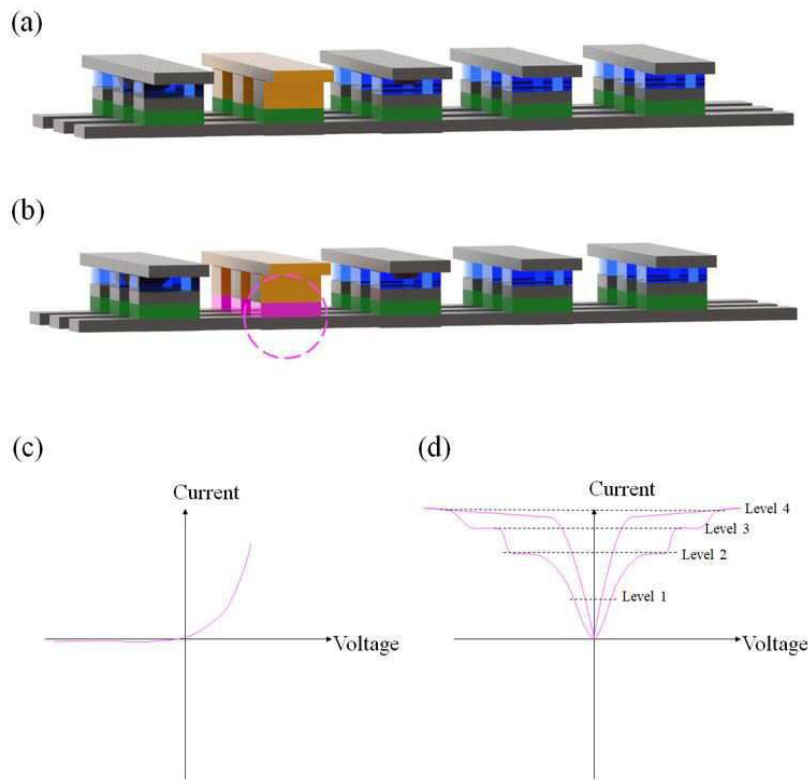 (a)
(b)
(c)
(d)
Current
Voltage
Current
Level 4
Level 3
Level 2
Level 1
Voltage